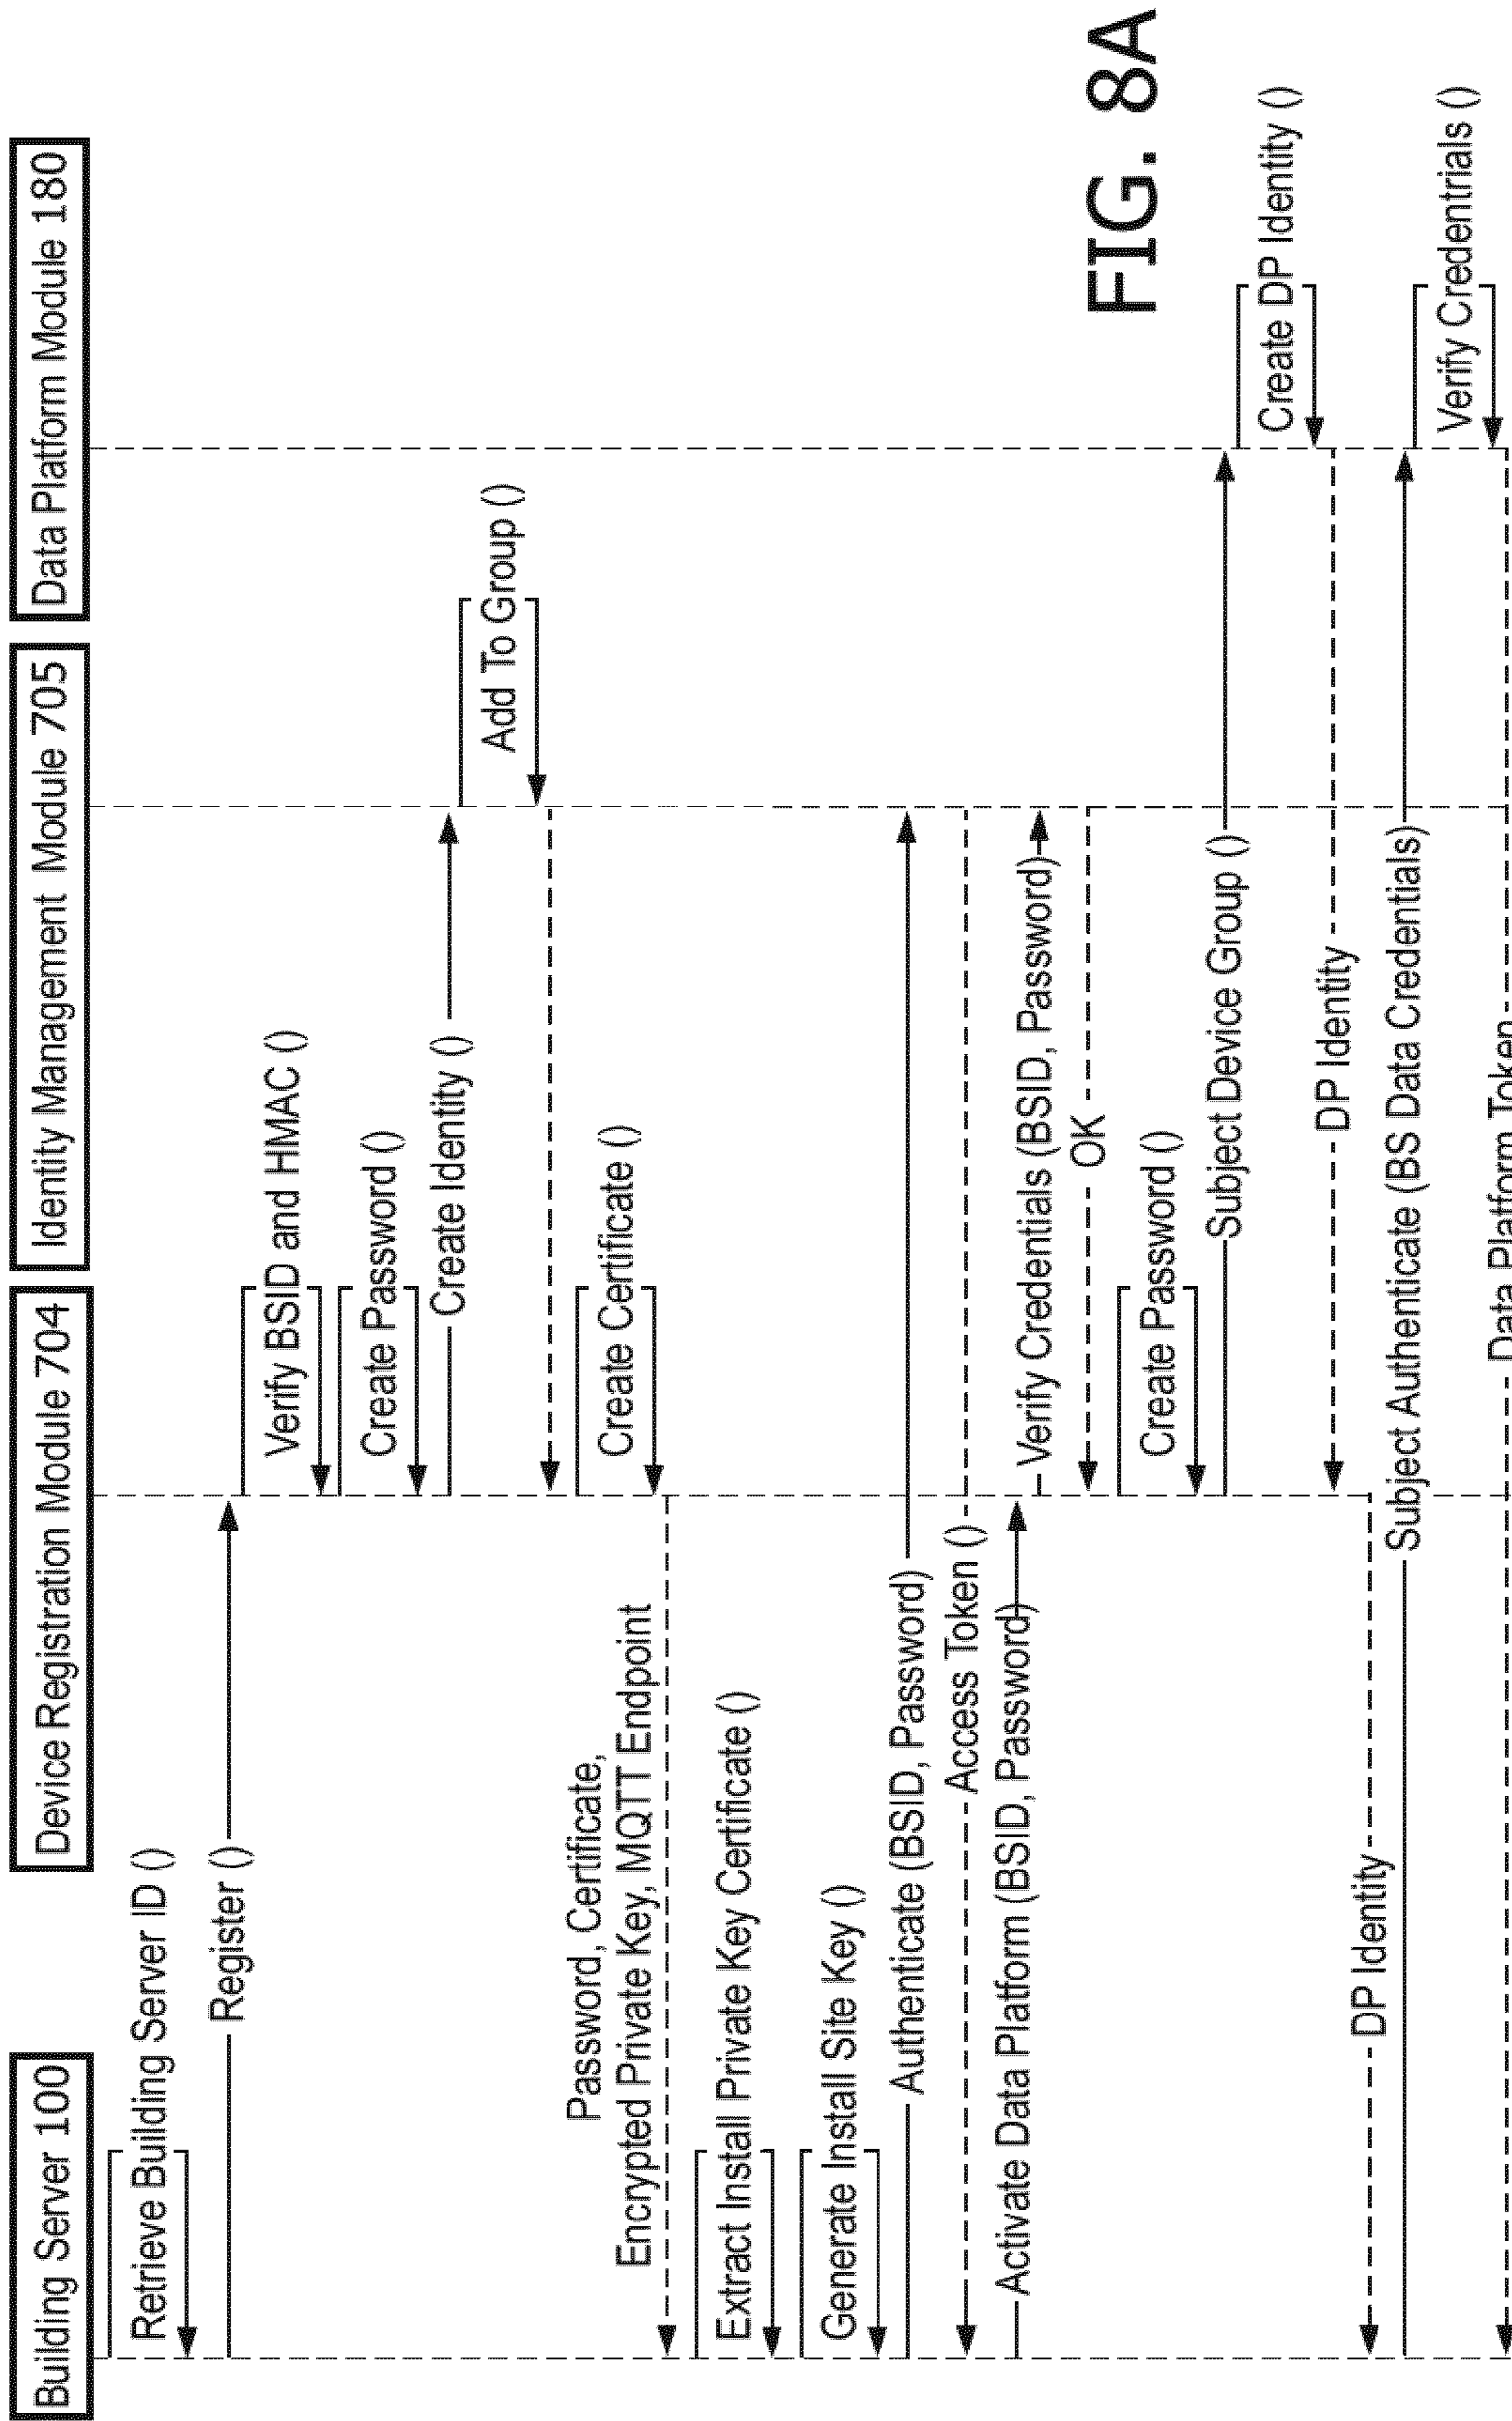 Building Server 100
Device Registration Module 704
Identity Management Module 705
Data Platform Module 180
Retrieve Building Server ID ()
Register ()
Verify BSID and HMAC ()
Create Password ()
Create Identity ()
Add To Group ()
Create Certificate ()
Password, Certificate,
Encrypted Private Key, MQTT Endpoint
Extract Install Private Key Certificate ()
Generate Install Site Key ()
Authenticate (BSID, Password)
Access Token ()
Activate Data Platform (BSID, Password)
Verify Credentials (BSID, Password)
OK
Create Password ()
Subject Device Group ()
Create DP Identity ()
DP Identity
DP Identity
Subject Authenticate (BS Data Credentials)
Verify Credentrials ()
Data Platform Token
FIG. 8A